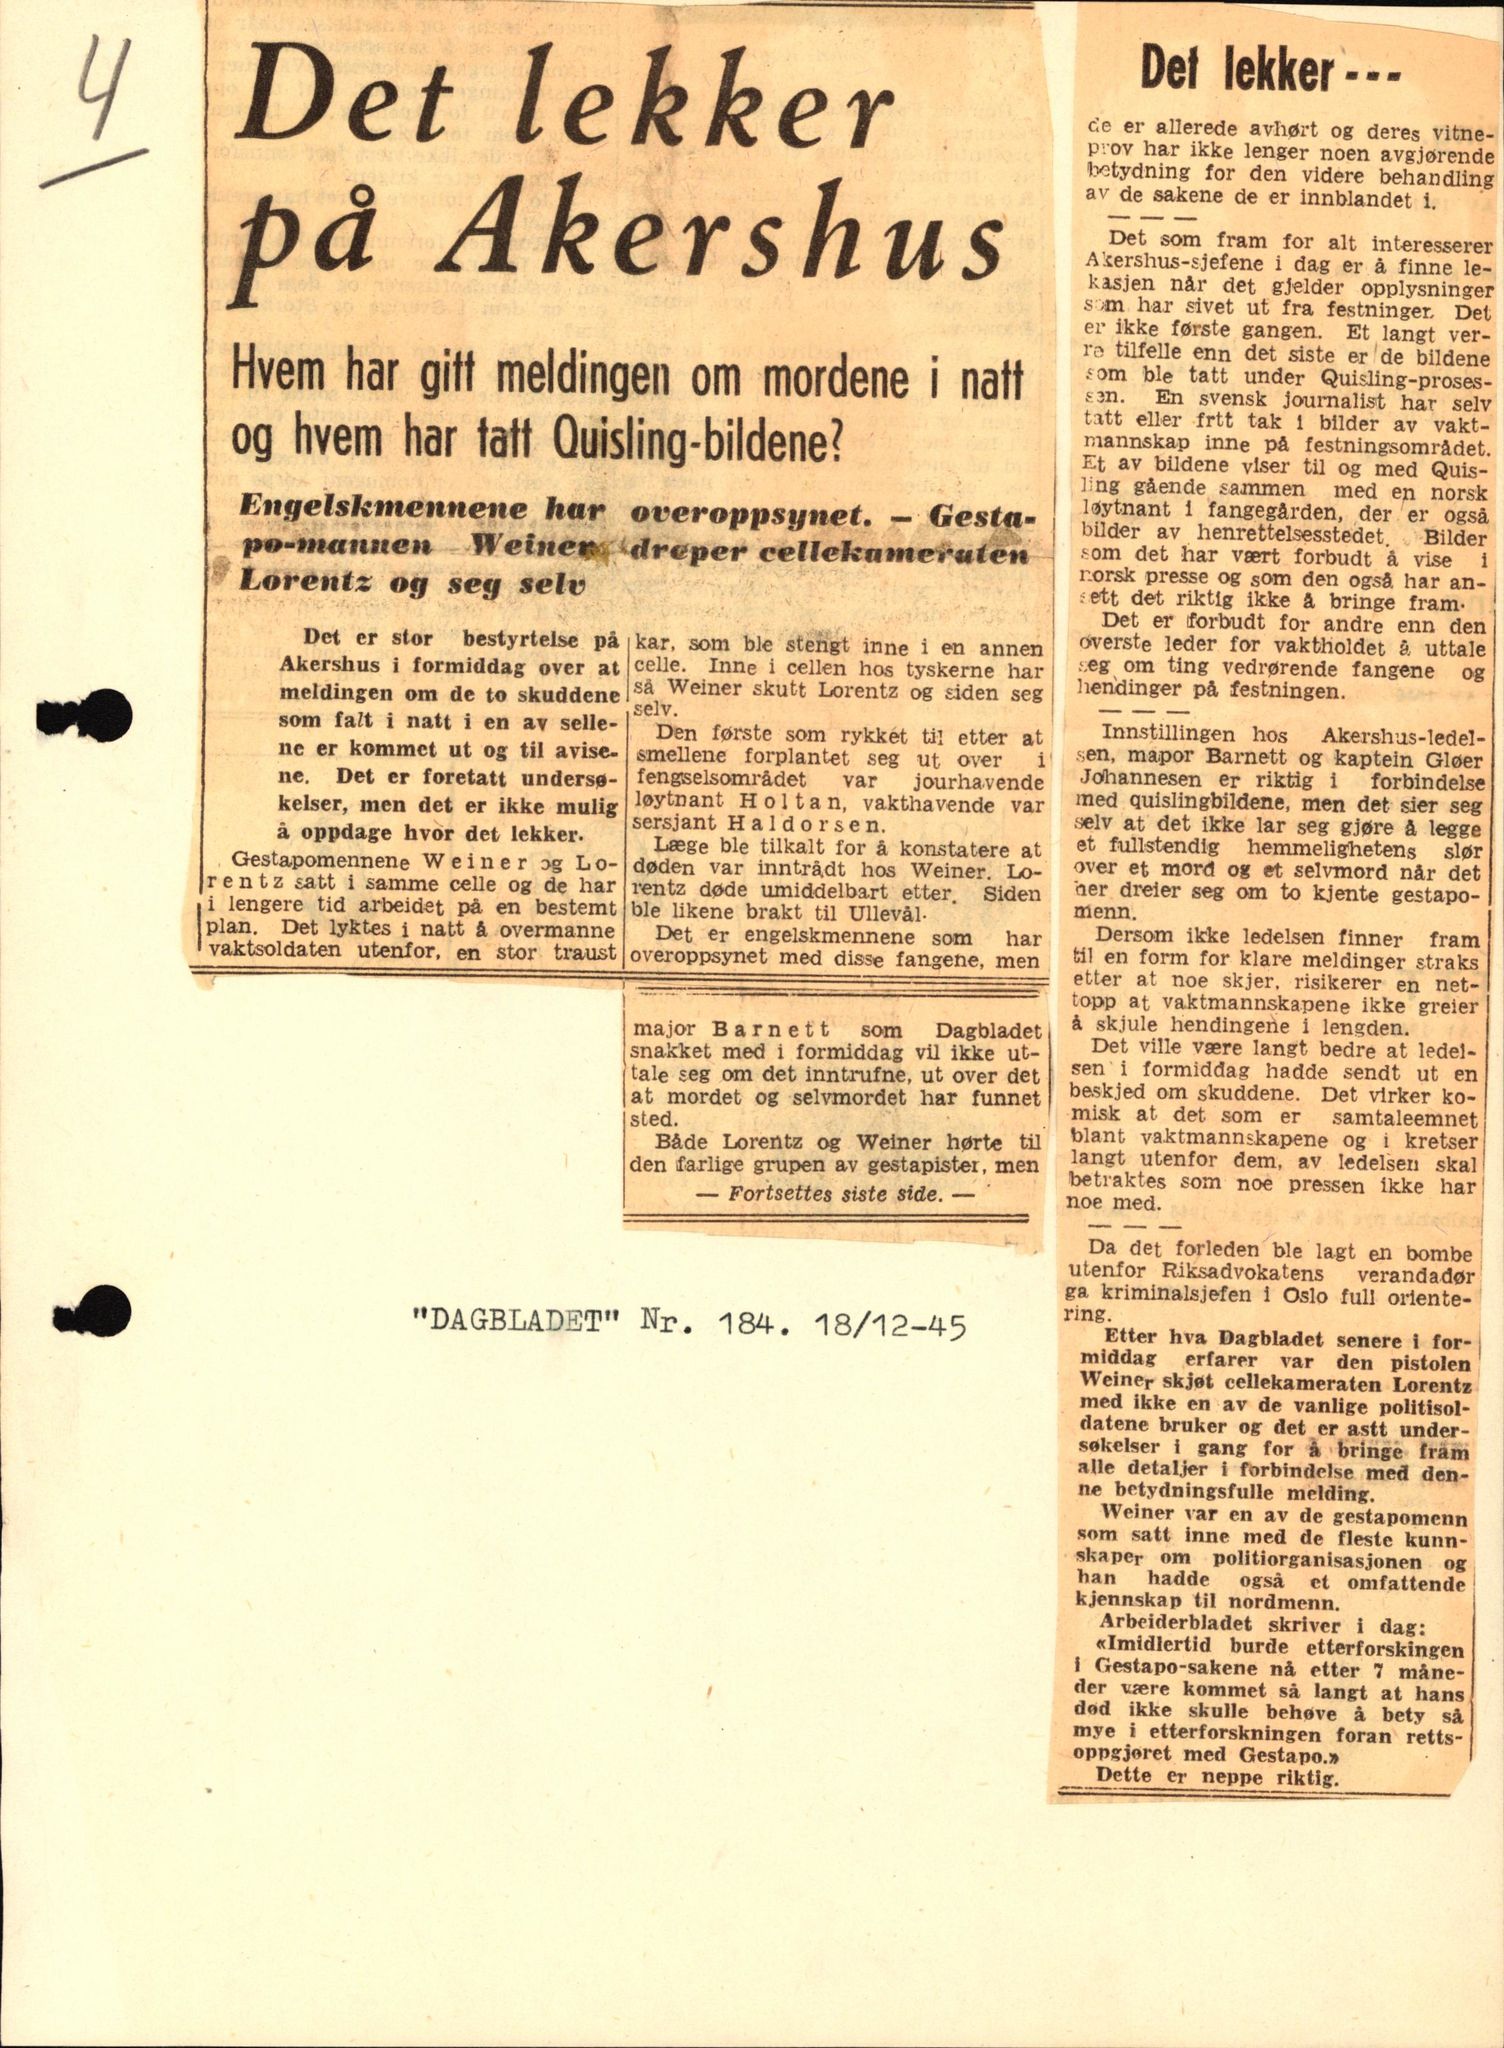 4
Det lekker
på Akershus
Hvem har gitt meldingen om mordene i natt
og hvem har tatt Quisling-bildene?
Engelskmennene har overoppsynet. — Gesta-
po-mannen Weiner dreper cellekameraten
Lorentz og seg selv
Det er stor bestyrtelse på
Akershus i formiddag over at
meldingen om de to skuddene
som falt i natt i en av selle-
ne er kommet ut og til avise-
ne. Det er foretatt undersø-
kelser, men det er ikke mulig
å oppdage hvor det lekker.
Gestapomennene Weiner og Lo-
rentz satt i samme celle og de har
i lengere tid arbeidet på en bestemt
plan. Det lyktes i natt å overmanne
vaktsoldaten utenfor, en stor traust
kar, som ble stengt inne i en annen
celle. Inne i cellen hos tyskerne har
så Weiner skutt Lorentz og siden seg
selv.
Den første som rykket til etter at
smellene forplantet seg ut over i
fengselsområdet var jourhavende
løytnant Holtan, vakthavende var
sersjant Haldorsen.
Læge ble tilkalt for å konstatere at
døden var inntrådt hos Weiner. Lo-
rentz døde umiddelbart etter. Siden
ble likene brakt til Ullevål.
Det er engelskmennene som har
overoppsynet med disse fangene, men
major Barnett som Dagbladet
snakket med i formiddag vil ikke ut-
tale seg om det inntrufne, ut over det
at mordet og selvmordet har funnet
sted.
Både Lorentz og Weiner hørte til
den farlige grupen av gestapister, men
— Fortsettes siste side. —
"DAGBLADET" Nr. 184. 18/12-45
Det lekker ---
de er allerede avhørt og deres vitne-
prov har ikke lenger noen avgjørende
betydning for den videre behandling
av de sakene de er innblandet i.
Det som fram for alt interesserer
Akershus-sjefene i dag er å finne le-
kasjen når det gjelder opplysninger
som har sivet ut fra festninger. Det
er ikke første gangen. Et langt ver-
re tilfelle enn det siste er de bildene
som ble tatt under Quisling-proses-
sen. En svensk journalist har selv
tatt eller frtt tak i bilder av vakt-
mannskap inne på festningsområdet.
Et av bildene viser til og med Quis-
ling gående sammen med en norsk
løytnant i fangegården, der er også
bilder av henrettelsesstedet. Bilder
som det har vært forbudt å vise i
norsk presse og som den også har an-
sett det riktig ikke å bringe fram.
Det er forbudt for andre enn den
øverste leder for vaktholdet å uttale
seg om ting vedrørende fangene og
hendinger på festningen.
Innstillingen hos Akershus-ledel-
sen, mapor Barnett og kaptein Gløer
Johannesen er riktig i forbindelse
med quislingbildene, men det sier seg
selv at det ikke lar seg gjøre å legge
et fullstendig hemmelighetens slør
over et mord og et selvmord når det
her dreier seg om to kjente gestapo-
menn.
Dersom ikke ledelsen finner fram
til en form for klare meldinger straks
etter at noe skjer, risikerer en net-
topp at vaktmannskapene ikke greier
å skjule hendingene i lengden.
Det ville være langt bedre at ledel-
sen i formiddag hadde sendt ut en
beskjed om skuddene. Det virker ko-
misk at det som er samtaleemnet
blant vaktmannskapene og i kretser
langt utenfor dem, av ledelsen skal
betraktes som noe pressen ikke har
noe med.
Da det forleden ble lagt en bombe
utenfor Riksadvokatens verandadør
ga kriminalsjefen i Oslo full oriente-
ring.
Etter hva Dagbladet senere i for-
middag erfarer var den pistolen
Weiner skjøt cellekameraten Lorentz
med ikke en av de vanlige politisol-
datene bruker og det er astt under-
søkelser i gang for å bringe fram
alle detaljer i forbindelse med den-
ne betydningsfulle melding.
Weiner var en av de gestapomenn
som satt inne med de fleste kunn-
skaper om politiorganisasjonen og
han hadde også et omfattende
kjennskap til nordmenn.
Arbeiderbladet skriver i dag:
«Imidlertid burde etterforskingen
i Gestapo-sakene nå etter 7 måne-
der være kommet så langt at hans
død ikke skulle behøve å bety så
mye i etterforskningen foran retts-
oppgjøret med Gestapo.»
Dette er neppe riktig.